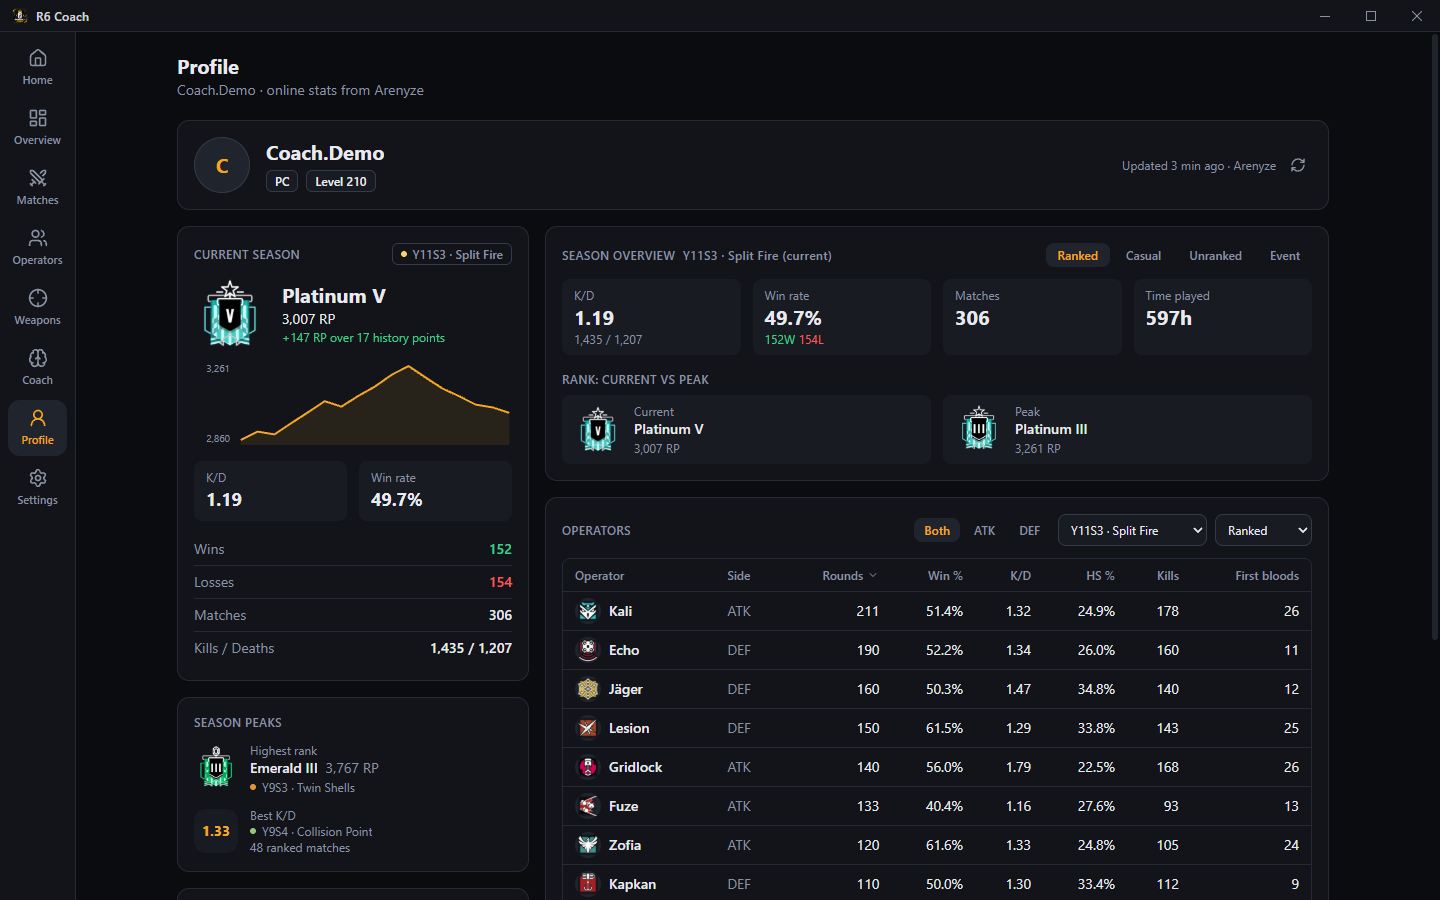 R6 Coach
Home
Overview
Matches
Operators
Weapons
Coach
Profile
Settings
Profile
Coach.Demo · online stats from Arenyze
C
Coach.Demo
PC
Level 210
Updated 3 min ago · Arenyze
CURRENT SEASON
Y11S3 · Split Fire
V
Platinum V
3,007 RP
+147 RP over 17 history points
3,261
2,860
K/D
1.19
Win rate
49.7%
Wins 152
Losses 154
Matches 306
Kills / Deaths 1,435 / 1,207
SEASON PEAKS
III
Highest rank
Emerald III 3,767 RP
Y9S3 · Twin Shells
1.33
Best K/D
Y9S4 · Collision Point
48 ranked matches
SEASON OVERVIEW Y11S3 · Split Fire (current)
Ranked Casual Unranked Event
K/D
1.19
1,435 / 1,207
Win rate
49.7%
152W 154L
Matches
306
Time played
597h
RANK: CURRENT VS PEAK
V
Current
Platinum V
3,007 RP
III
Peak
Platinum III
3,261 RP
OPERATORS
Both ATK DEF
Y11S3 · Split Fire
Ranked
Operator Side Rounds Win % K/D HS % Kills First bloods
Kali ATK 211 51.4% 1.32 24.9% 178 26
Echo DEF 190 52.2% 1.34 26.0% 160 11
Jäger DEF 160 50.3% 1.47 34.8% 140 12
Lesion DEF 150 61.5% 1.29 33.8% 143 25
Gridlock ATK 140 56.0% 1.79 22.5% 168 26
Fuze ATK 133 40.4% 1.16 27.6% 93 13
Zofia ATK 120 61.6% 1.33 24.8% 105 24
Kapkan DEF 110 50.0% 1.30 33.4% 112 9